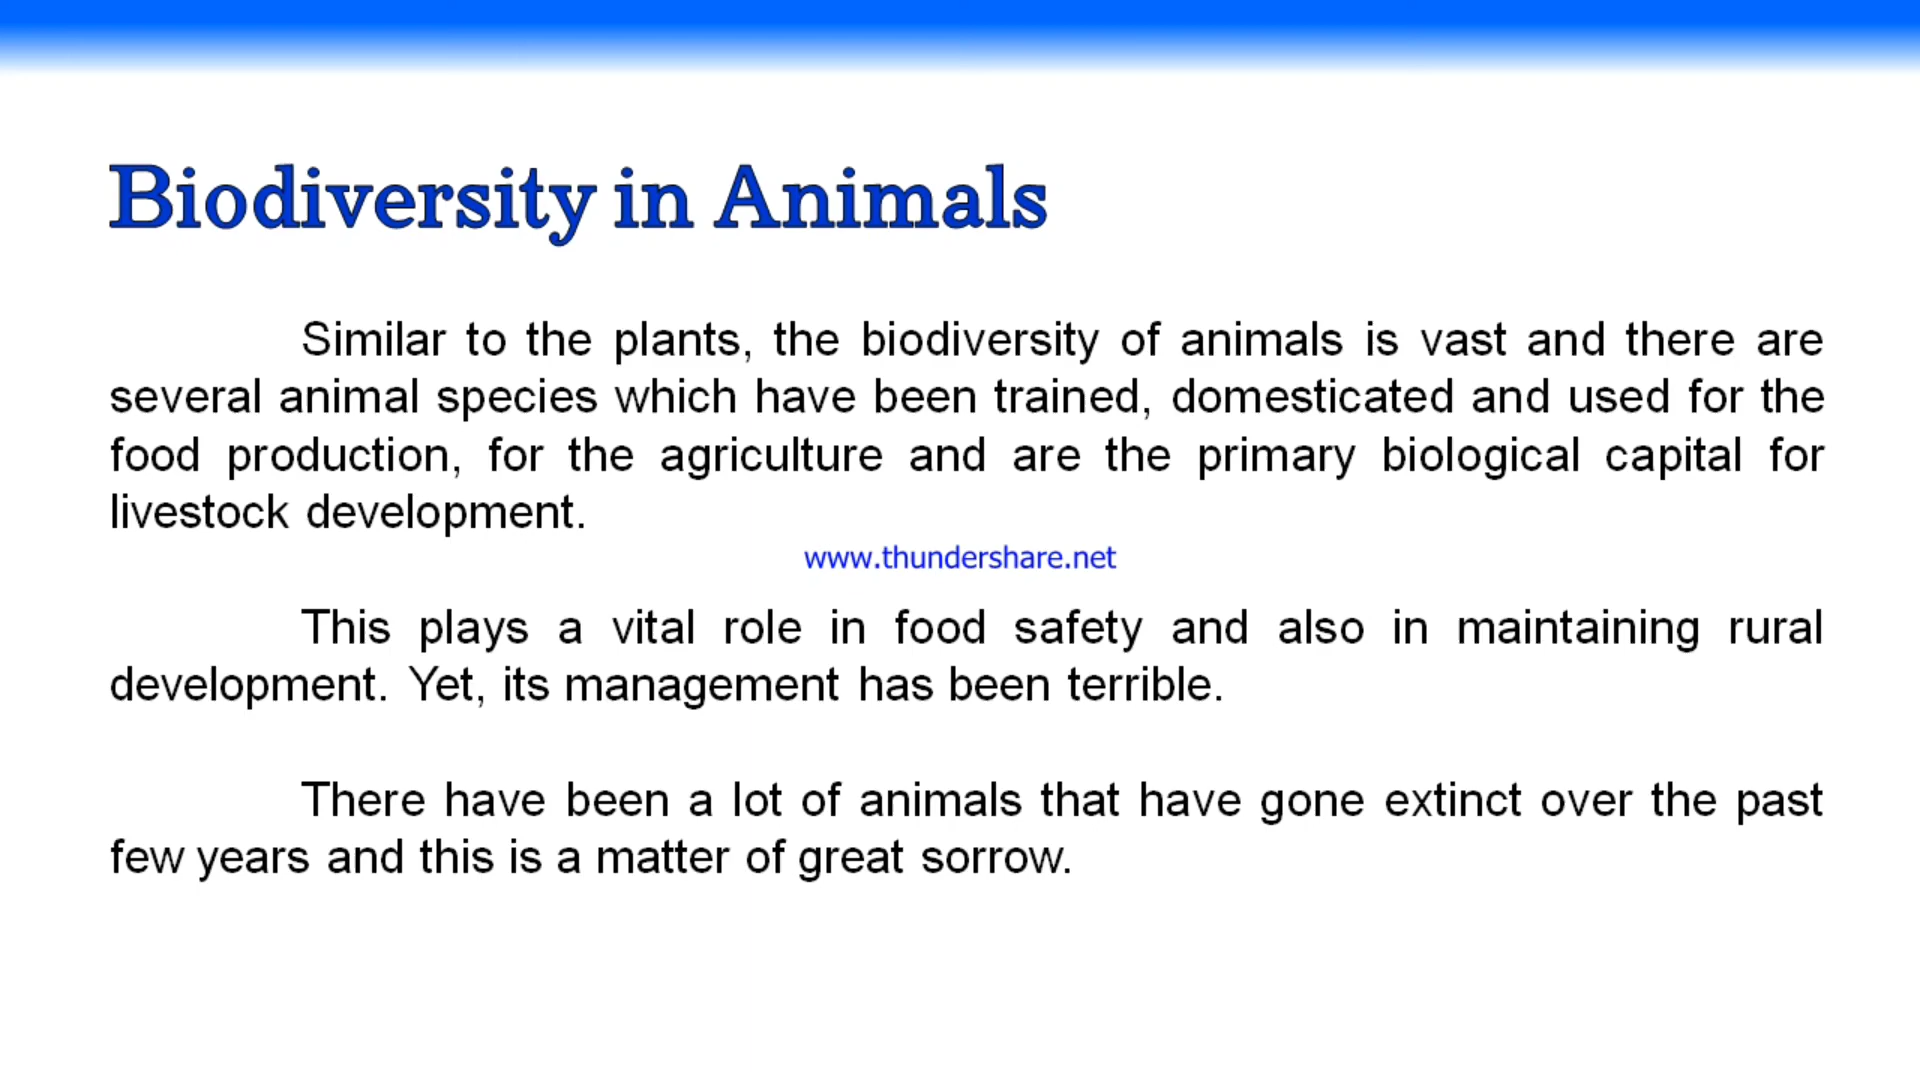 Biodiversity in Animals
Similar to the plants, the biodiversity of animals is vast and there are
several animal species which have been trained, domesticated and used for the
food production, for the agriculture and are the primary biological capital for
livestock development.
www.thundershare.net
This plays a vital role in food safety and also in maintaining rural
development. Yet, its management has been terrible.
There have been a lot of animals that have gone extinct over the past
few years and this is a matter of great sorrow.